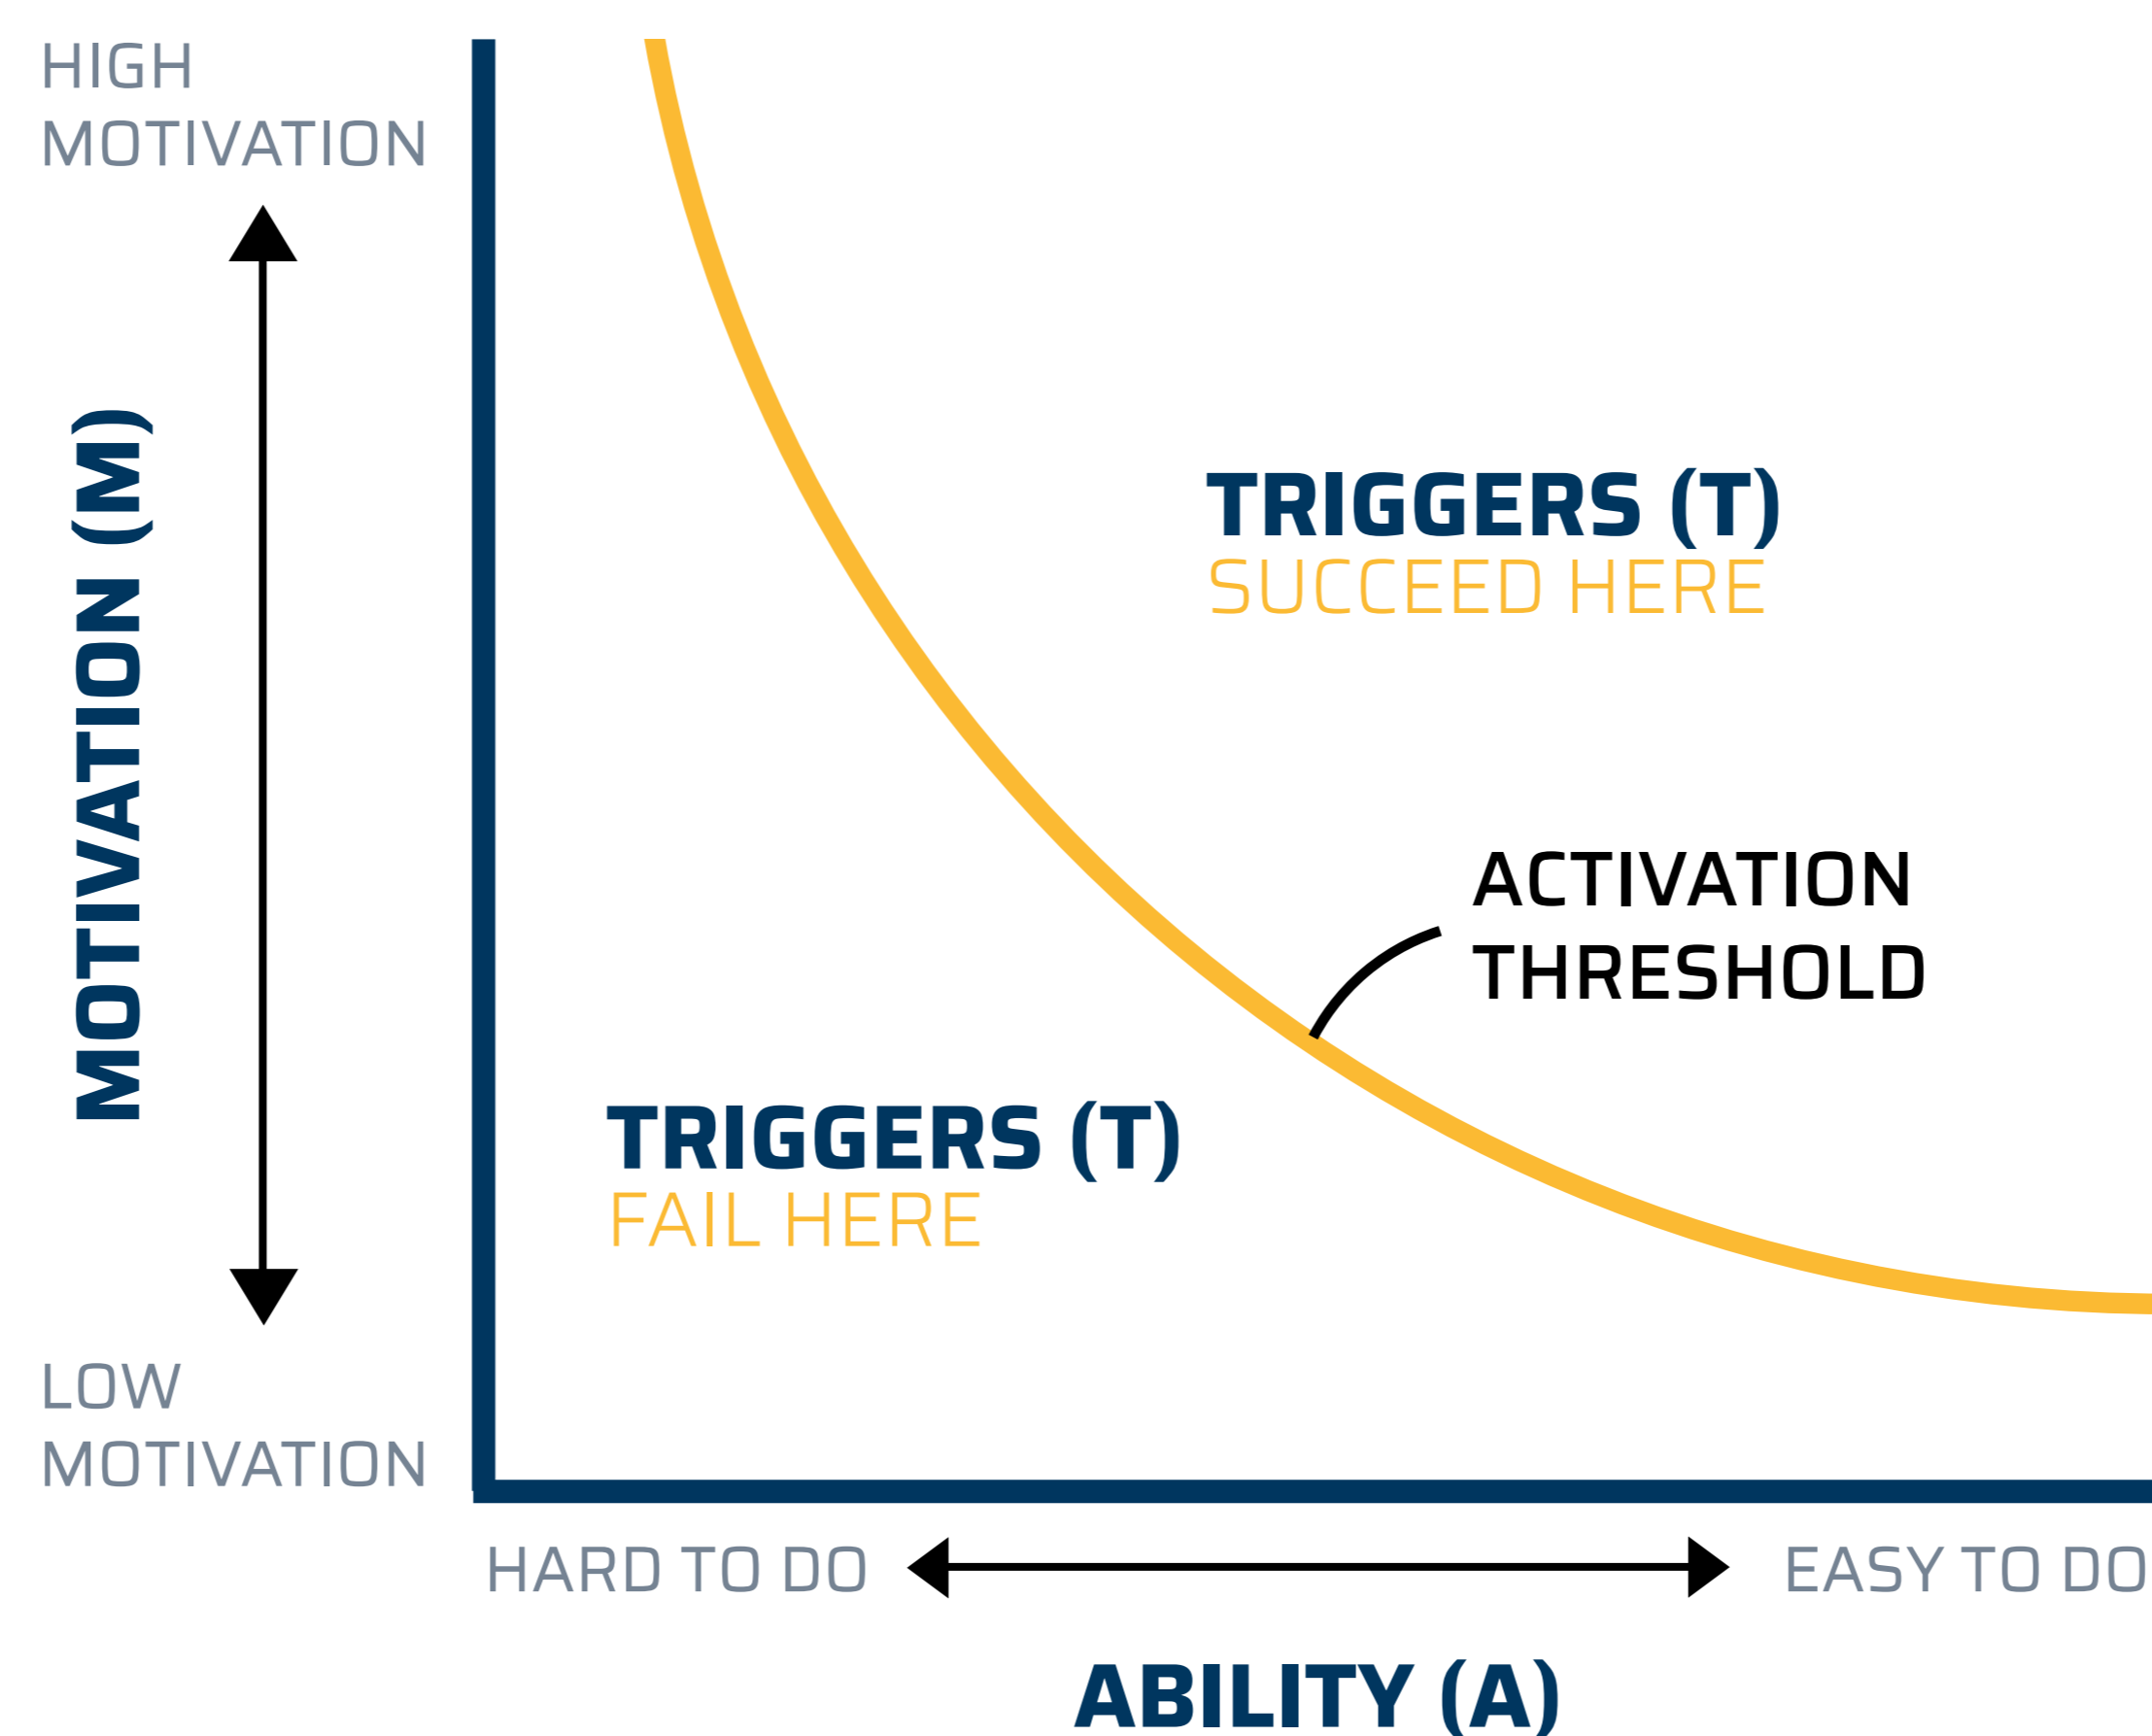 HIGH
MOTIVATION
MOTIVATION (M)
TRIGGERS (T)
SUCCEED HERE
ACTIVATION
THRESHOLD
TRIGGERS (T)
FAIL HERE
LOW
MOTIVATION
HARD TO DO
EASY TO DO
ABILITY (A)